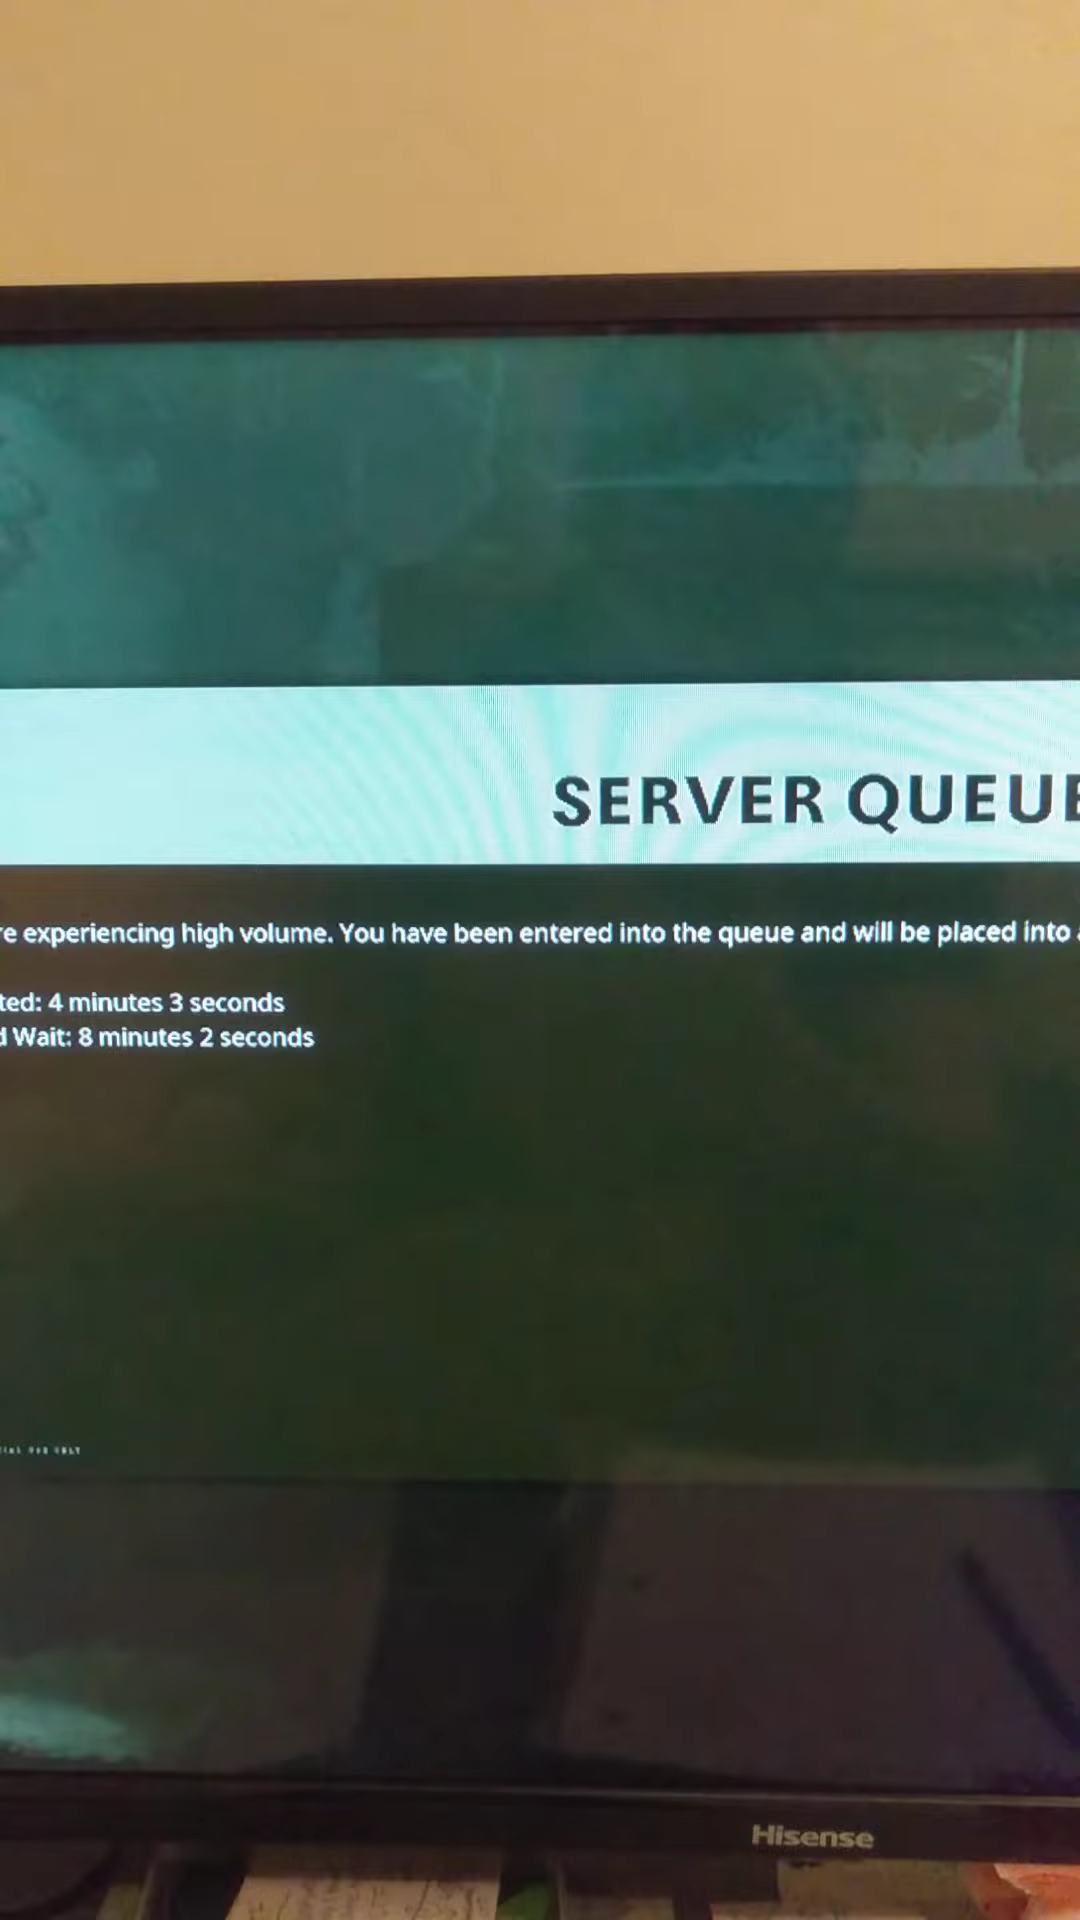 SERVER QUEUE
re experiencing high volume. You have been entered into the queue and will be placed into
ted: 4 minutes 3 seconds
d Wait: 8 minutes 2 seconds
Hisense